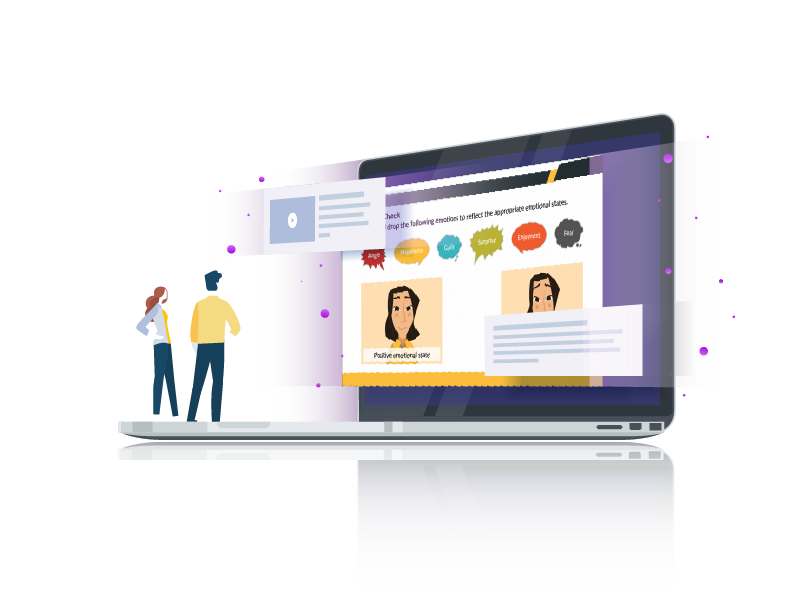 Check
drop the following emotions to reflect the appropriate emotional states.
Anger
Happiness
Guilt
Surprise
Enjoyment
Fear
Positive emotional state